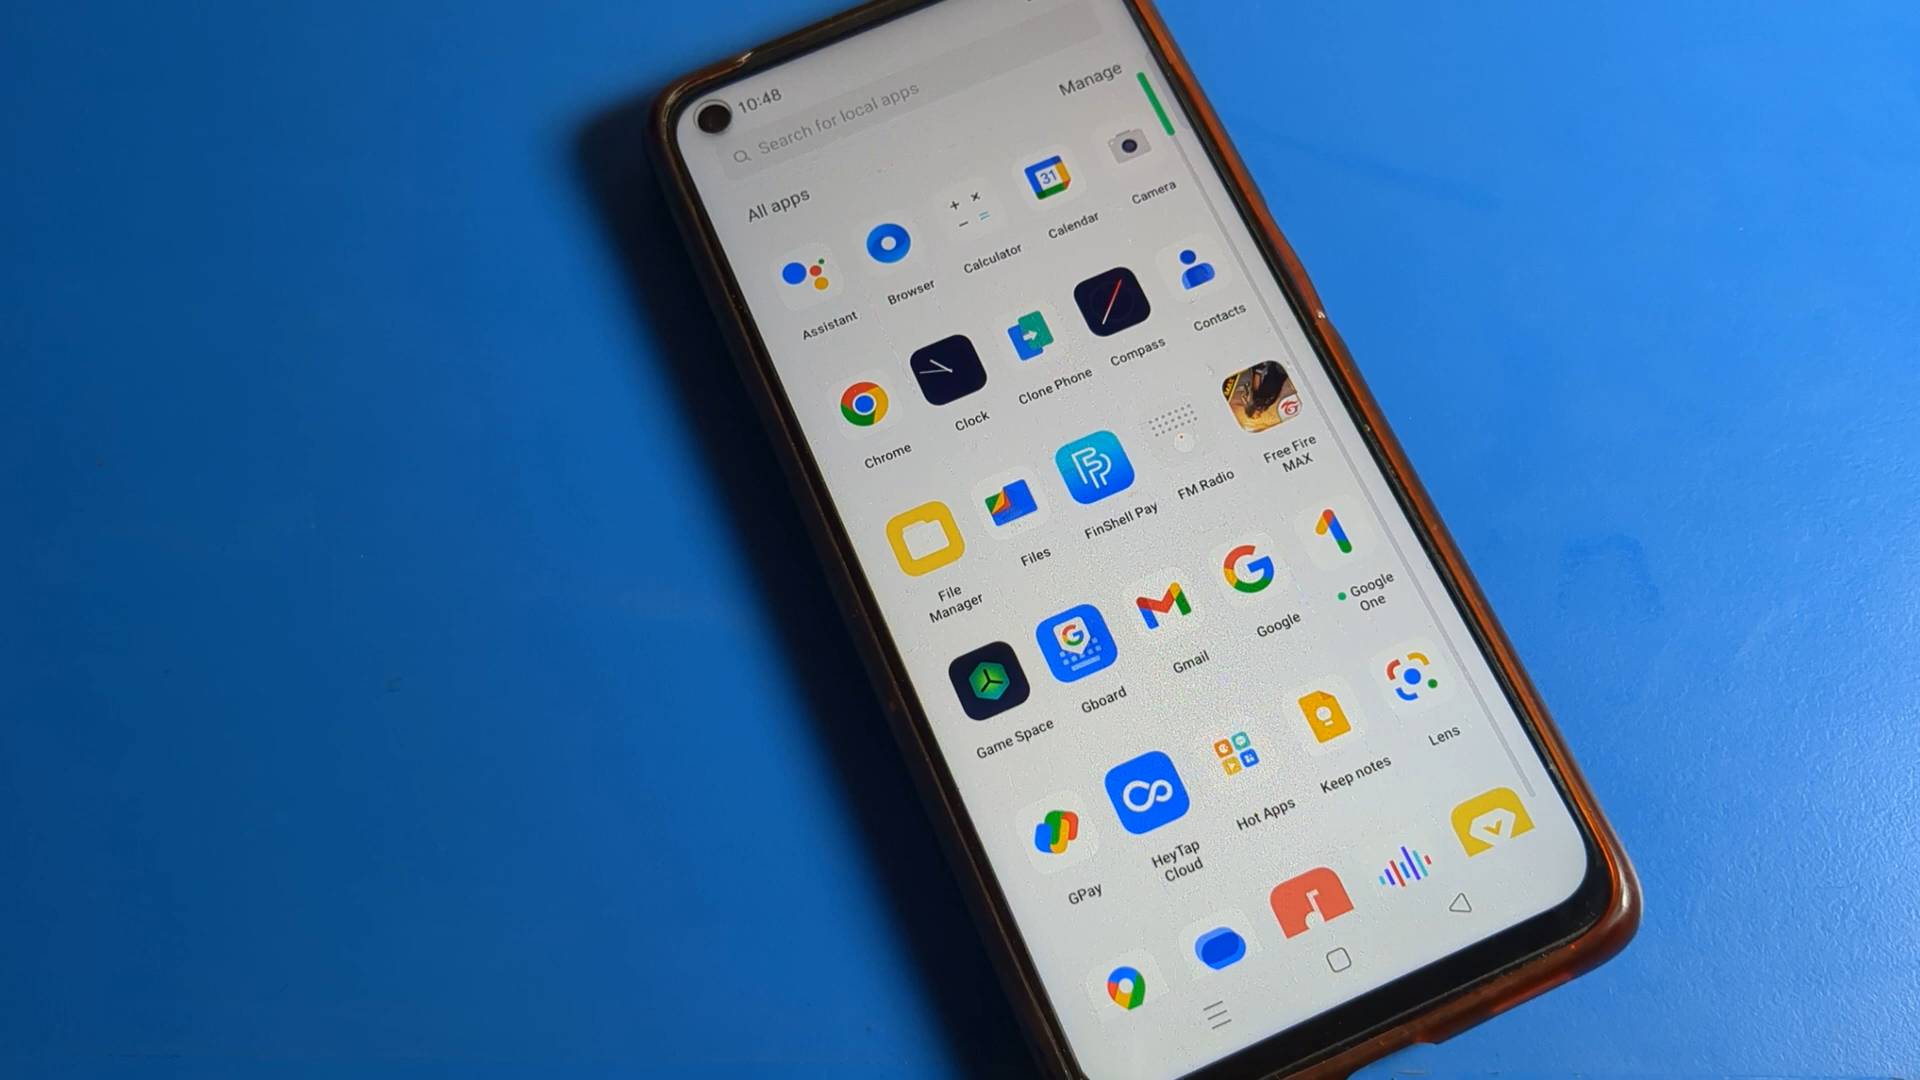 10:48
Search for local apps
Manage
All apps
31
Assistant
Browser
Calculator
Calendar
Camera
Chrome
Clock
Clone Phone
Compass
Contacts
File
Manager
Files
FinShell Pay
FM Radio
MAX
Free Fire
MAX
Game Space
Gboard
Gmail
Google
Google
One
GPay
HeyTap
Cloud
Hot Apps
Keep notes
Lens